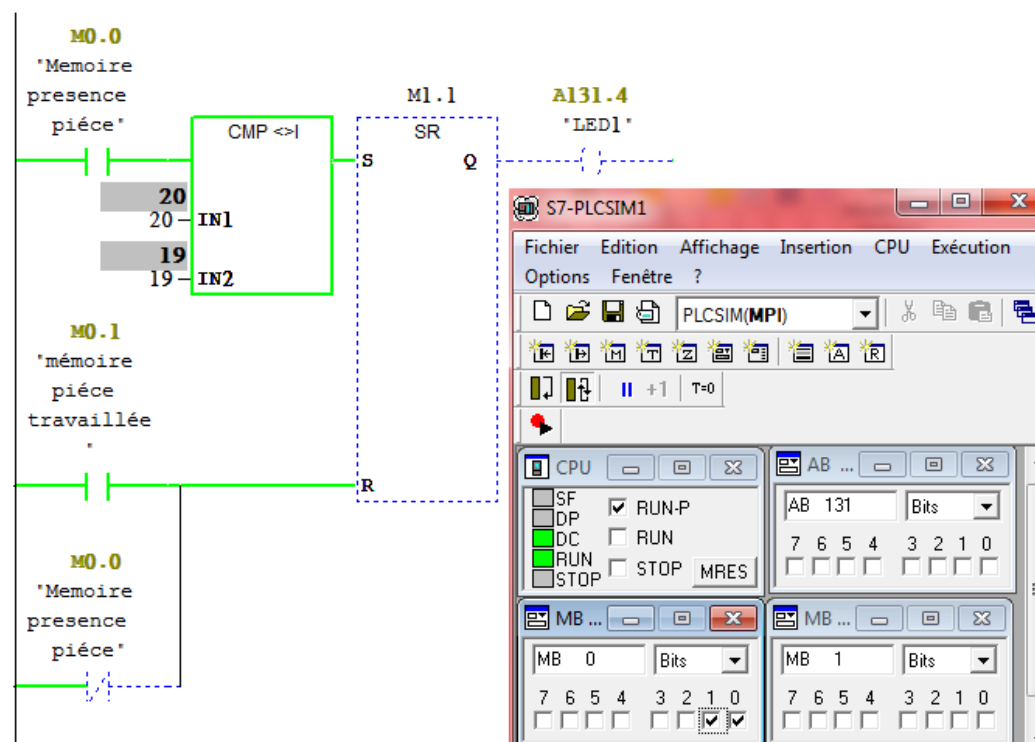 M0.0
"Memoire
presence
piéce"
CMP <>I
20
20
IN1
19
19
IN2
M1.1
SR
S
Q
R
A131.4
"LED1"
M0.1
"mémoire
piéce
travaillée
"
M0.0
"Memoire
presence
piéce"
S7-PLCSIM1
Fichier Edition Affichage Insertion CPU Exécution
Options Fenêtre ?
PLCSIM(MPI)
+1 T=0
CPU
SF
DP
DC
RUN
STOP
RUN-P
RUN
STOP
MRES
AB ...
AB 131 Bits
7 6 5 4 3 2 1 0
MB ...
MB 0 Bits
7 6 5 4 3 2 1 0
MB ...
MB 1 Bits
7 6 5 4 3 2 1 0